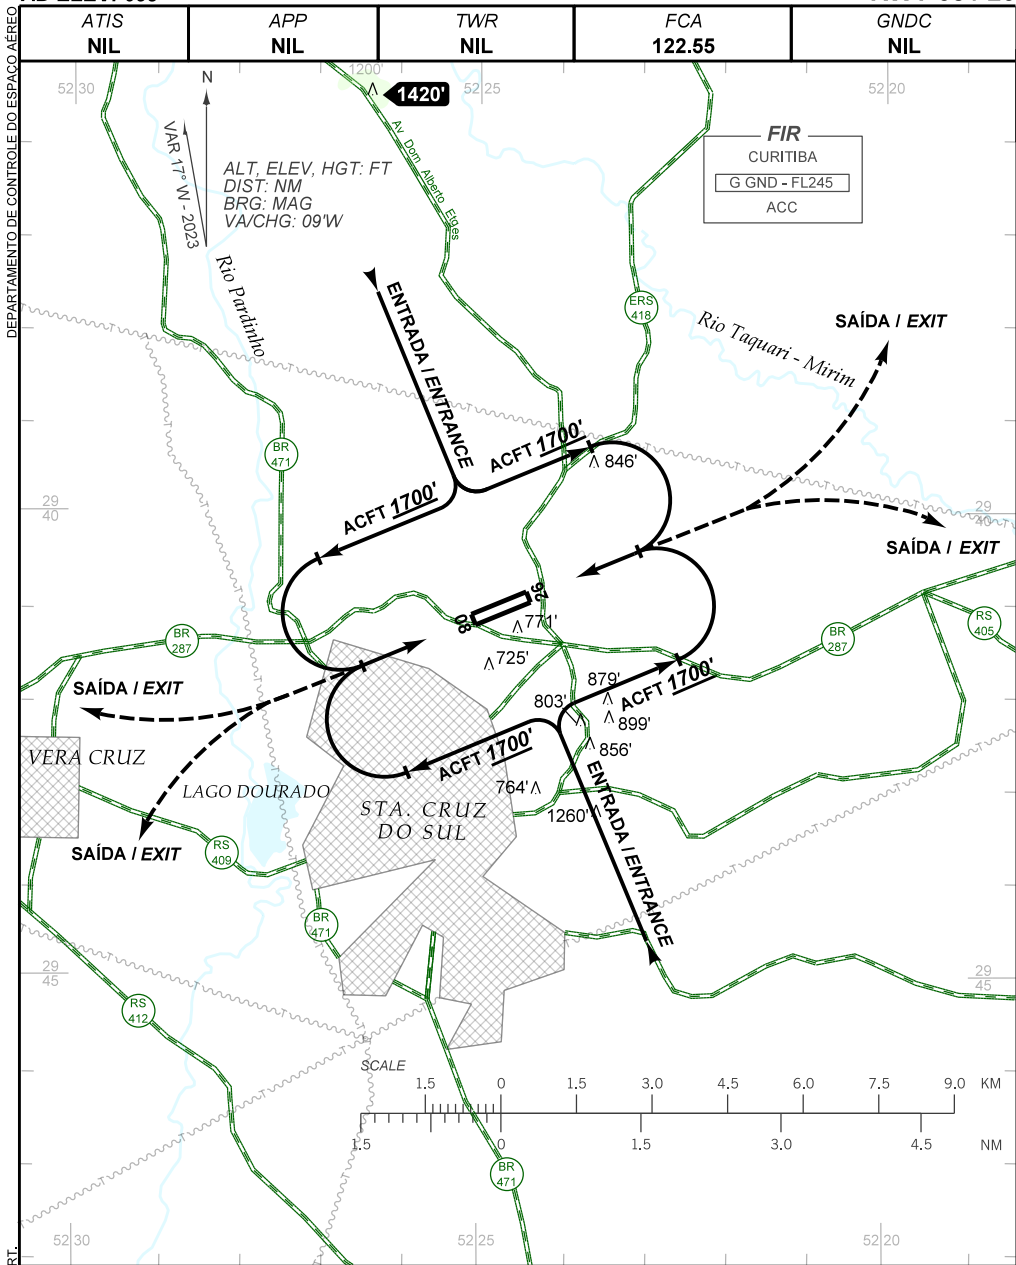 ATIS
NIL
APP
NIL
TWR
NIL
FCA
122.55
GNDC
NIL
DEPARTAMENTO DE CONTROLE DO ESPAÇO AÉREO
52 30
1200'
1420'
52 25
52 20
N
VAR 17° W - 2023
ALT, ELEV, HGT: FT
DIST: NM
BRG: MAG
VA/CHG: 09'W
FIR
CURITIBA
G GND - FL245
ACC
Av Dom Alberto Etges
Rio Pardinho
ENTRADA / ENTRANCE
ERS
418
Rio Taquari - Mirim
SAÍDA / EXIT
BR
471
ACFT 1700'
846'
ACFT 1700'
29
40
29
40
SAÍDA / EXIT
26
08
771'
BR
287
725'
BR
287
RS
405
SAÍDA / EXIT
879'
ACFT 1700'
803'
899'
856'
VERA CRUZ
ACFT 1700'
764'
LAGO DOURADO
STA. CRUZ
DO SUL
1260'
ENTRADA / ENTRANCE
SAÍDA / EXIT
RS
409
BR
471
29
45
29
45
RS
412
SCALE
1.5 0 1.5 3.0 4.5 6.0 7.5 9.0 KM
1.5 0 1.5 3.0 4.5 NM
BR
471
52 30
52 25
52 20
RT.